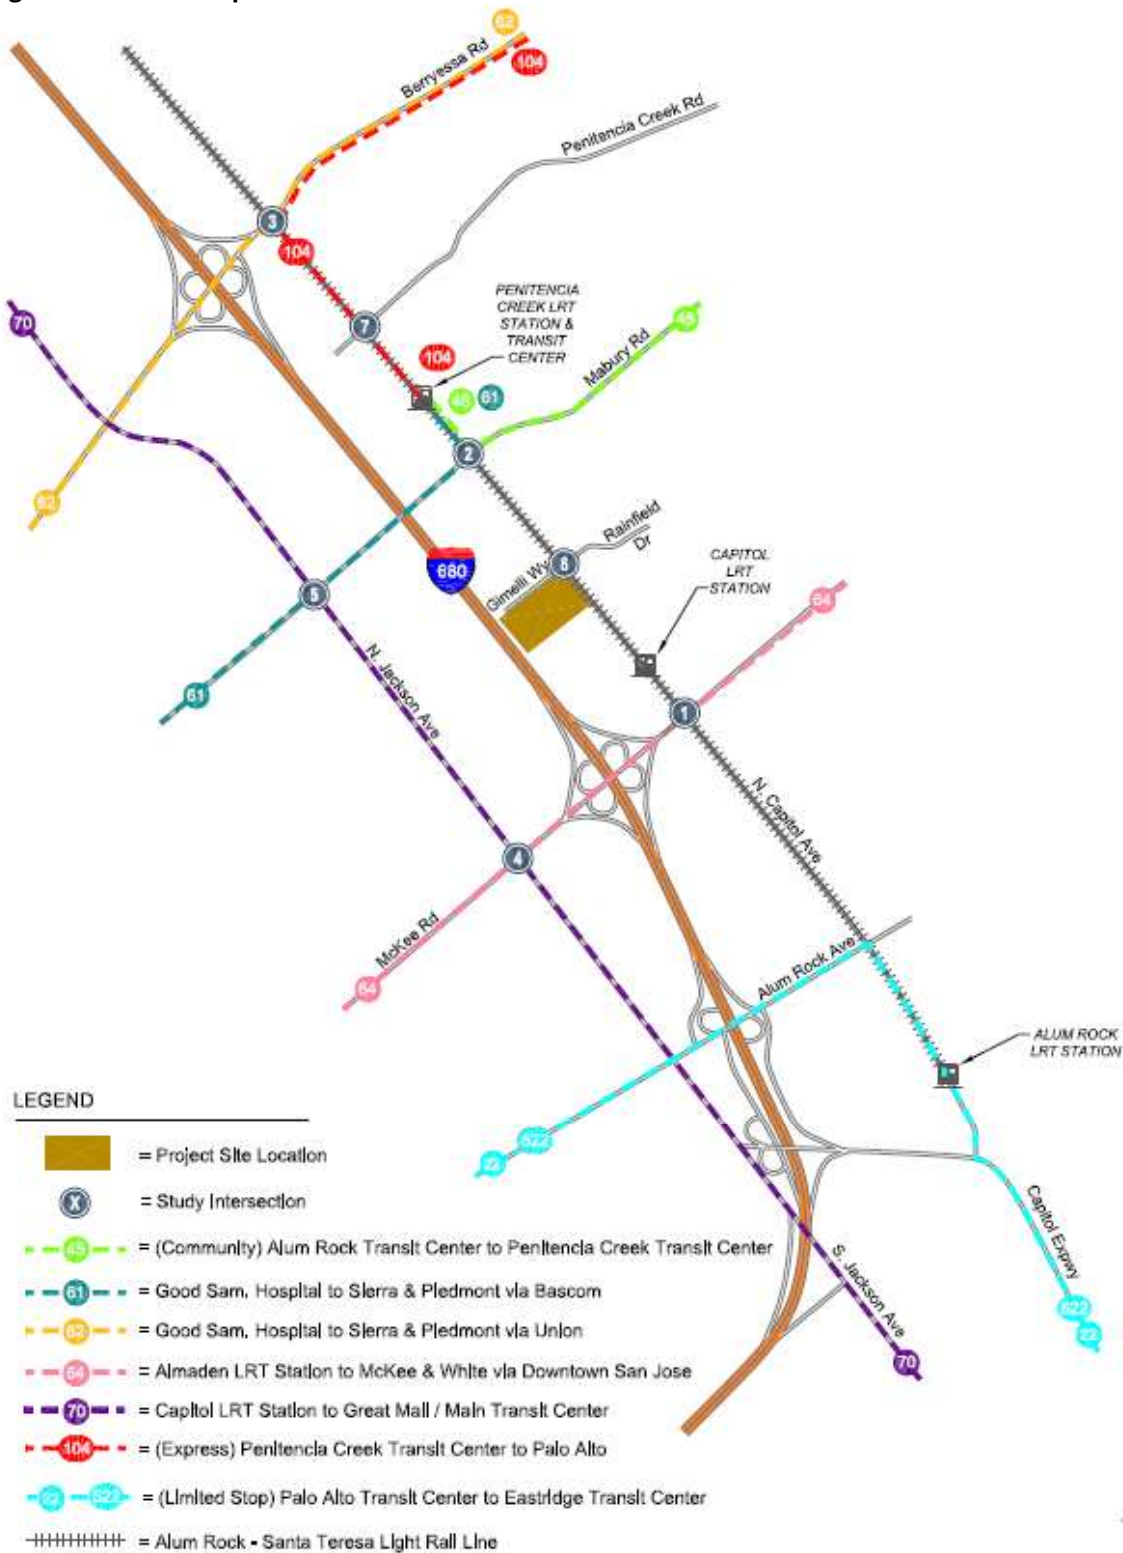 62
Berryessa Rd
104
Penitencia Creek Rd
3
104
PENITENCIA
CREEK LRT
STATION &
TRANSIT
CENTER
70
7
45
Mabury Rd
104
46
61
2
62
Rainfield
Dr
6
CAPITOL
LRT
STATION
680
Gimelli Wy
5
64
61
N. Jackson Ave
1
N. Capitol Ave
4
McKee Rd
64
Alum Rock Ave
ALUM ROCK
LRT STATION
522
22
Capitol Expwy
S. Jackson Ave
522
22
70
LEGEND
= Project Site Location
X = Study Intersection
45 = (Community) Alum Rock Transit Center to Penitencia Creek Transit Center
61 = Good Sam. Hospital to Sierra & Piedmont via Bascom
62 = Good Sam. Hospital to Sierra & Piedmont via Union
64 = Almaden LRT Station to McKee & White via Downtown San Jose
70 = Capitol LRT Station to Great Mall / Main Transit Center
104 = (Express) Penitencia Creek Transit Center to Palo Alto
22 522 = (Limited Stop) Palo Alto Transit Center to Eastridge Transit Center
= Alum Rock - Santa Teresa Light Rail Line